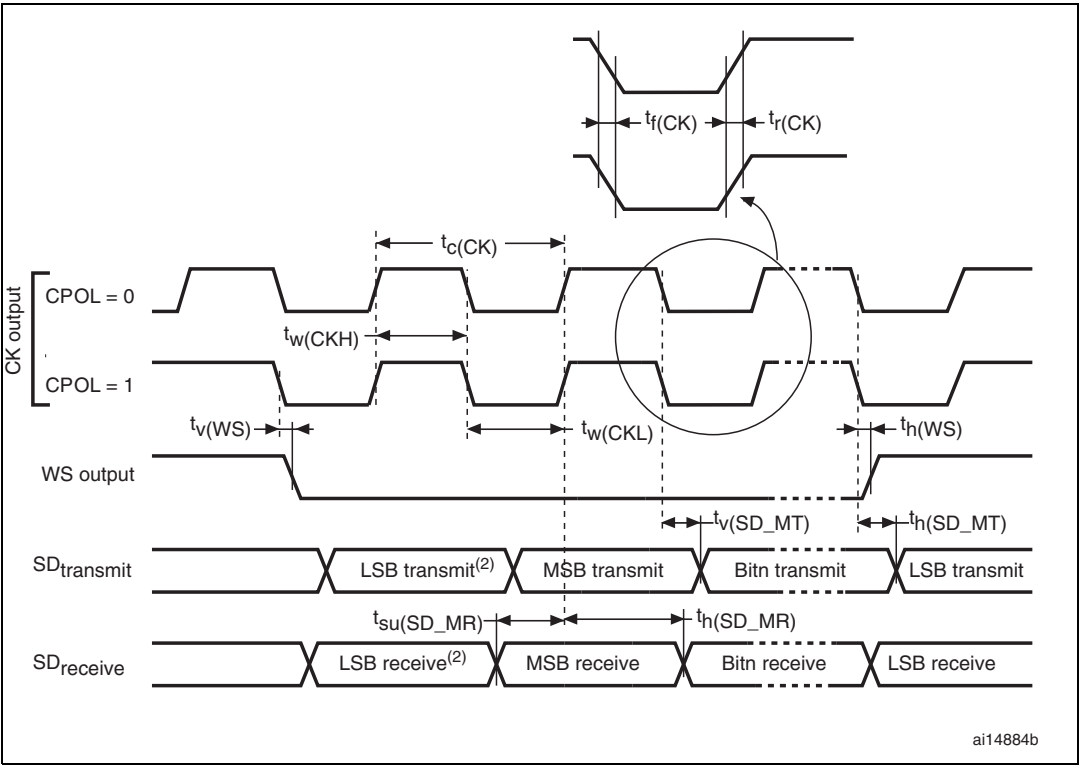 tf(CK)
tr(CK)
tc(CK)
CK output
CPOL = 0
tw(CKH)
CPOL = 1
tv(WS)
tw(CKL)
th(WS)
WS output
tv(SD_MT)
th(SD_MT)
SDtransmit
LSB transmit(2)
MSB transmit
Bitn transmit
LSB transmit
tsu(SD_MR)
th(SD_MR)
SDreceive
LSB receive(2)
MSB receive
Bitn receive
LSB receive
ai14884b